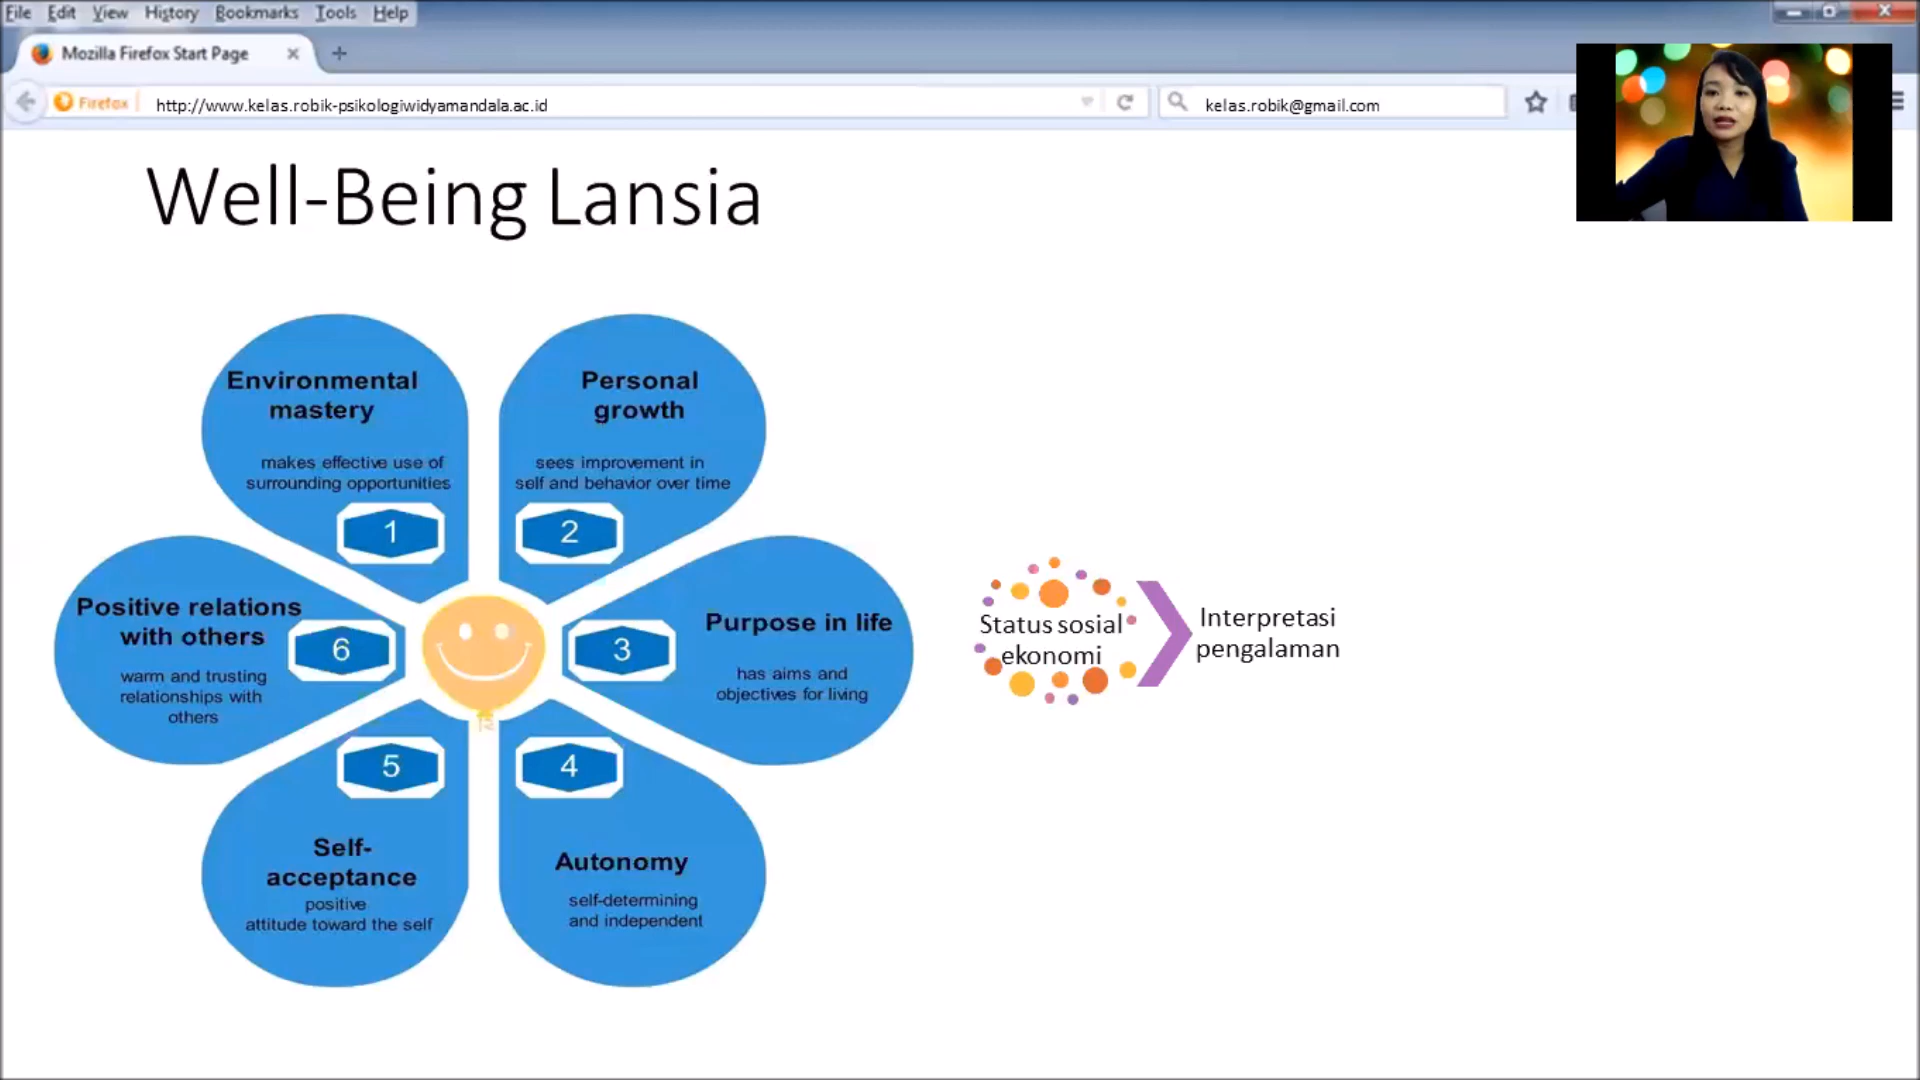 File Edit View History Bookmarks Tools Help
Mozilla Firefox Start Page
Firefox http://www.kelas.robik-psikologiwidyamandala.ac.id kelas.robik@gmail.com
Well-Being Lansia
Environmental
mastery
makes effective use of
surrounding opportunities
1
Personal
growth
sees improvement in
self and behavior over time
2
Purpose in life
has aims and
objectives for living
3
Autonomy
self-determining
and independent
4
Self-
acceptance
positive
attitude toward the self
5
Positive relations
with others
warm and trusting
relationships with
others
6
Status sosial
ekonomi
Interpretasi
pengalaman